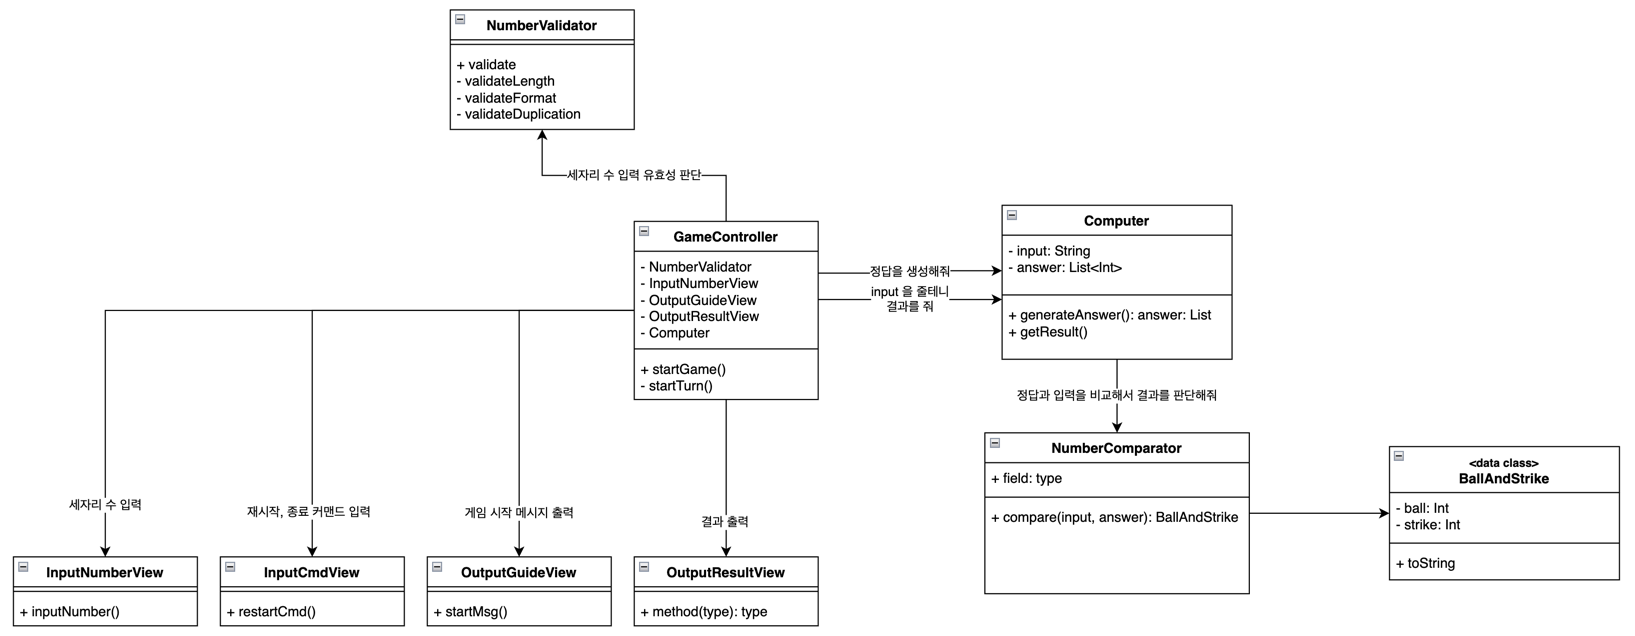 NumberValidator
+ validate
- validateLength
- validateFormat
- validateDuplication
세자리 수 입력 유효성 판단
GameController
- NumberValidator
- InputNumberView
- OutputGuideView
- OutputResultView
- Computer
+ startGame()
- startTurn()
정답을 생성해줘
input 을 줄테니
결과를 줘
Computer
- input: String
- answer: List<Int>
+ generateAnswer(): answer: List
+ getResult()
정답과 입력을 비교해서 결과를 판단해줘
NumberComparator
+ field: type
+ compare(input, answer): BallAndStrike
<data class>
BallAndStrike
- ball: Int
- strike: Int
+ toString
세자리 수 입력
재시작, 종료 커맨드 입력
게임 시작 메시지 출력
결과 출력
InputNumberView
+ inputNumber()
InputCmdView
+ restartCmd()
OutputGuideView
+ startMsg()
OutputResultView
+ method(type): type